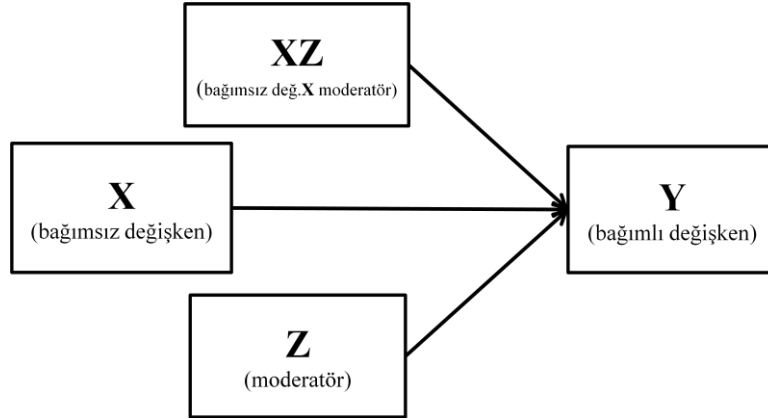 XZ
(bağımsız değ.X moderatör)
X
(bağımsız değişken)
Y
(bağımlı değişken)
Z
(moderatör)